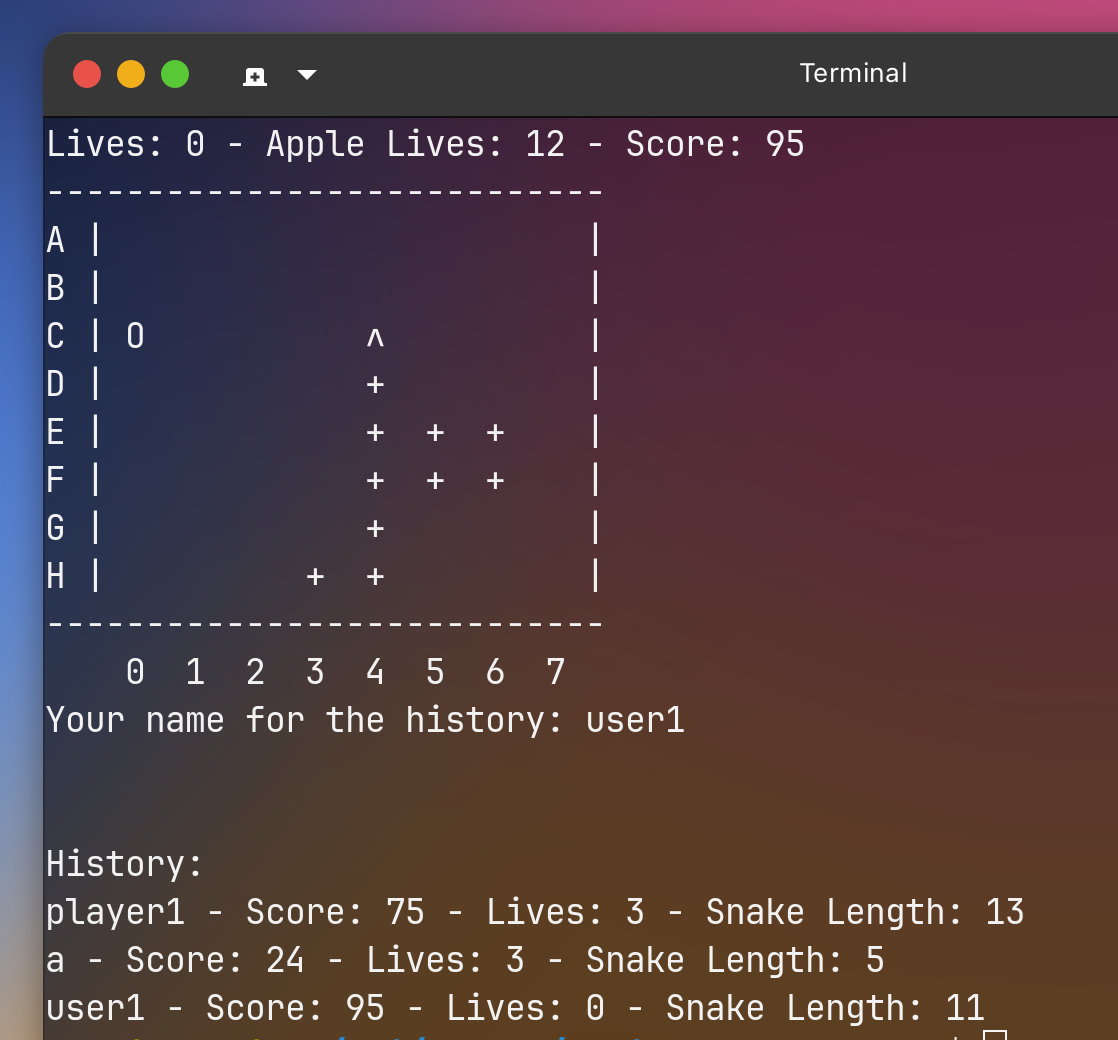 Terminal
Lives: 0 - Apple Lives: 12 - Score: 95
----------------------------
A |                        |
B |                        |
C | O           ^          |
D |             +          |
E |             +  +  +    |
F |             +  +  +    |
G |             +          |
H |          +  +          |
----------------------------
    0  1  2  3  4  5  6  7
Your name for the history: user1
History:
player1 - Score: 75 - Lives: 3 - Snake Length: 13
a - Score: 24 - Lives: 3 - Snake Length: 5
user1 - Score: 95 - Lives: 0 - Snake Length: 11